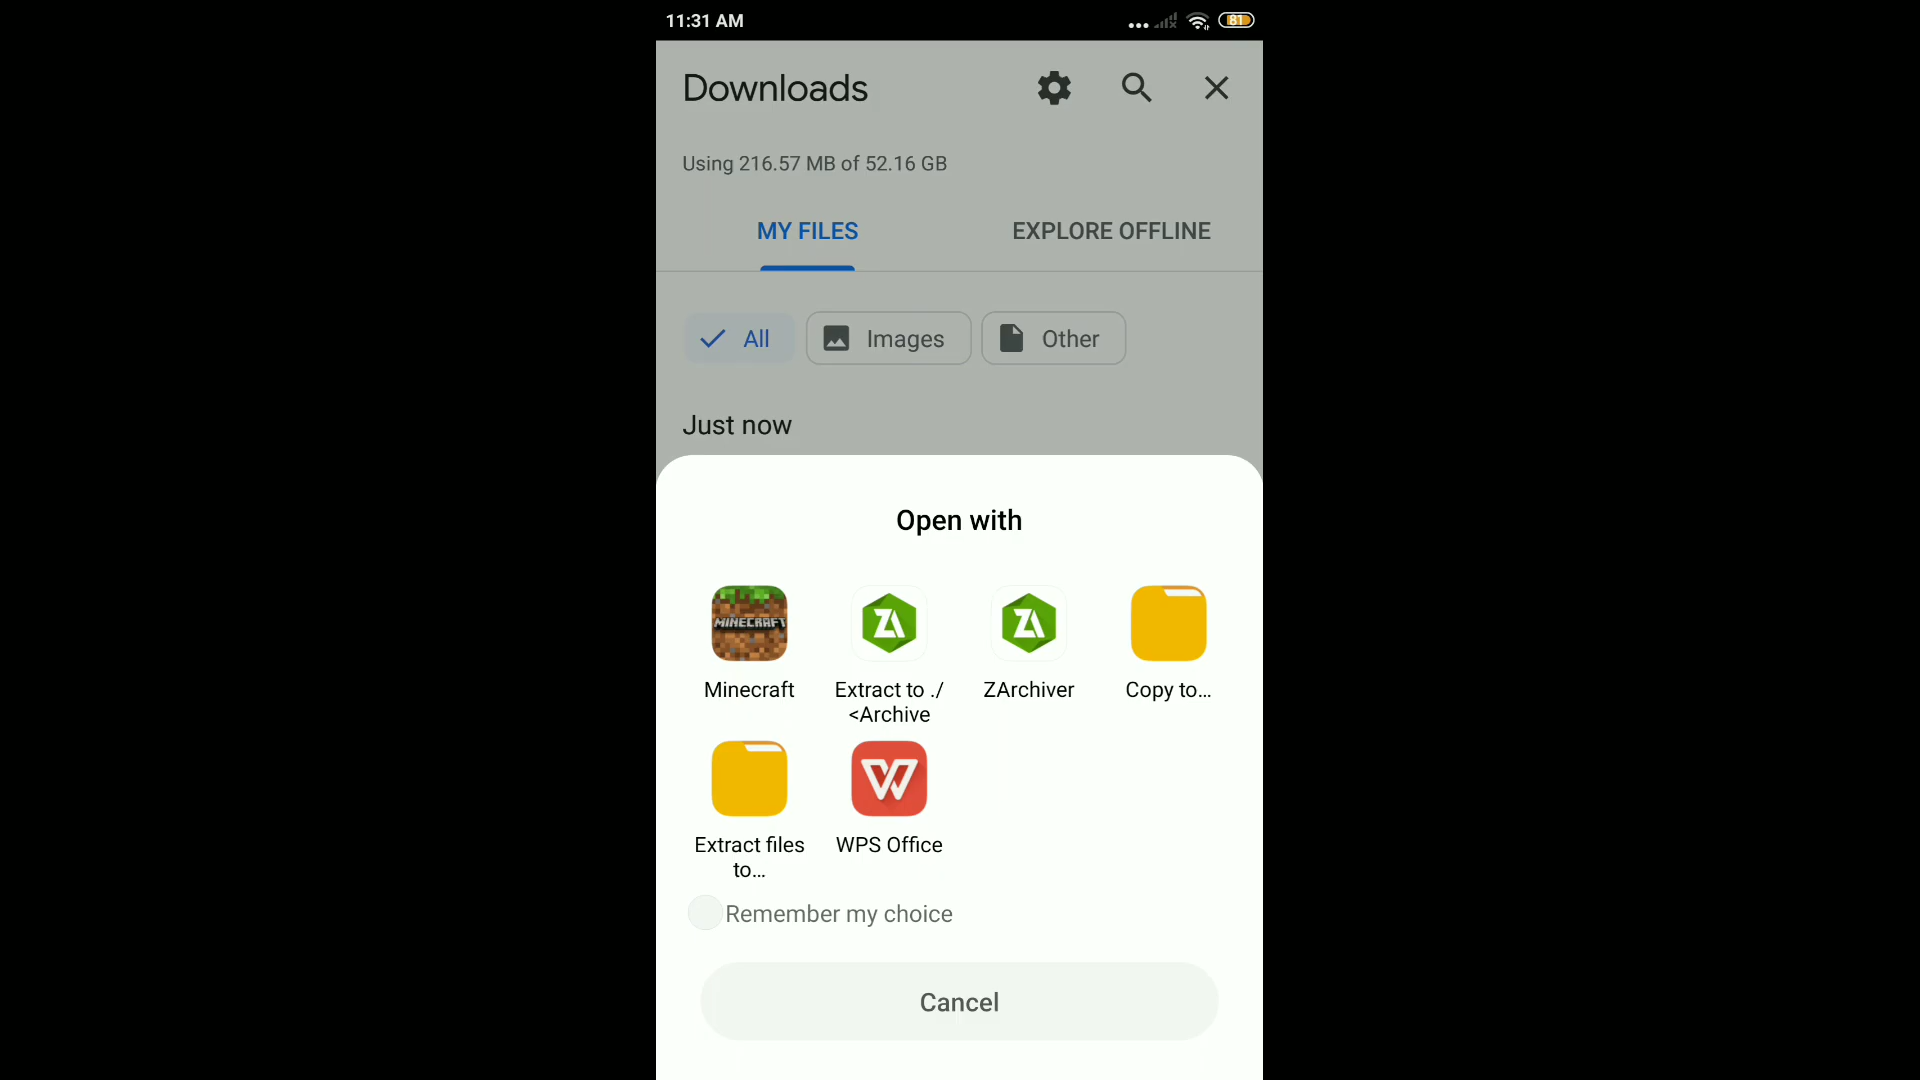 11:31 AM
81
Downloads
Using 216.57 MB of 52.16 GB
MY FILES
EXPLORE OFFLINE
All
Images
Other
Just now
Open with
MINECRAFT
Minecraft
Extract to ./
<Archive
ZArchiver
Copy to...
Extract files
to...
WPS Office
Remember my choice
Cancel